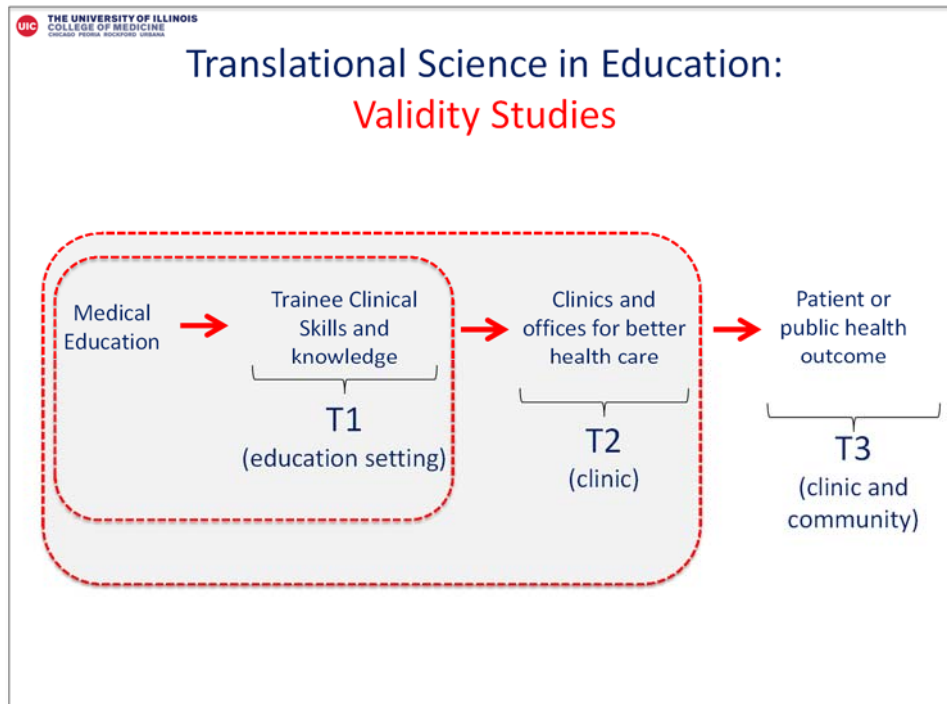 UIC
THE UNIVERSITY OF ILLINOIS
COLLEGE OF MEDICINE
CHICAGO PEORIA ROCKFORD URBANA
Translational Science in Education:
Validity Studies
Medical
Education
Trainee Clinical
Skills and
knowledge
T1
(education setting)
Clinics and
offices for better
health care
T2
(clinic)
Patient or
public health
outcome
T3
(clinic and
community)